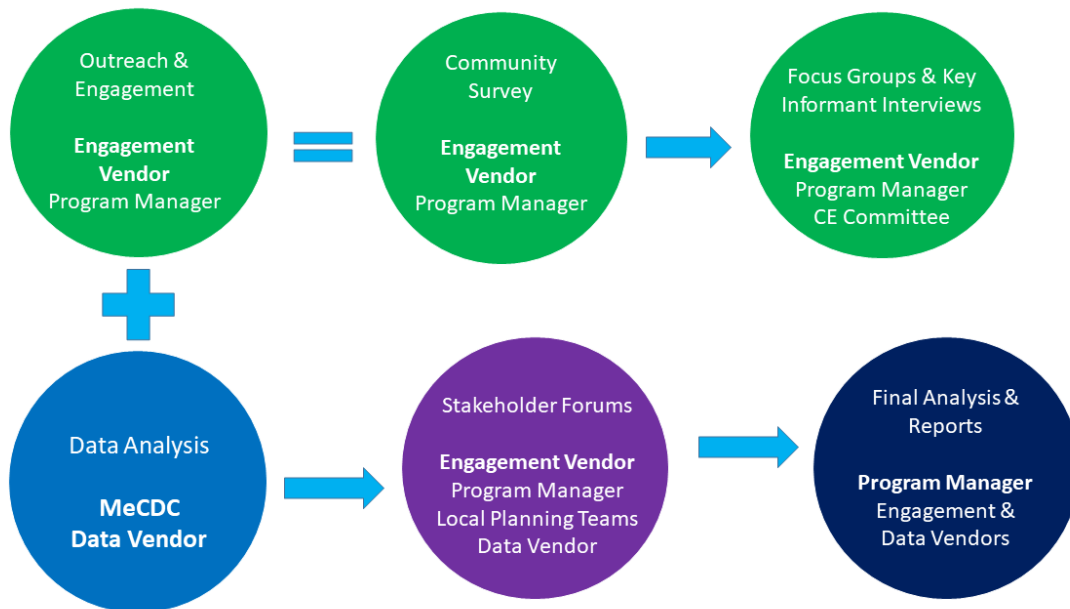 Outreach &
Engagement
Engagement
Vendor
Program Manager
Community
Survey
Engagement
Vendor
Program Manager
Focus Groups & Key
Informant Interviews
Engagement Vendor
Program Manager
CE Committee
Data Analysis
MeCDC
Data Vendor
Stakeholder Forums
Engagement Vendor
Program Manager
Local Planning Teams
Data Vendor
Final Analysis &
Reports
Program Manager
Engagement &
Data Vendors